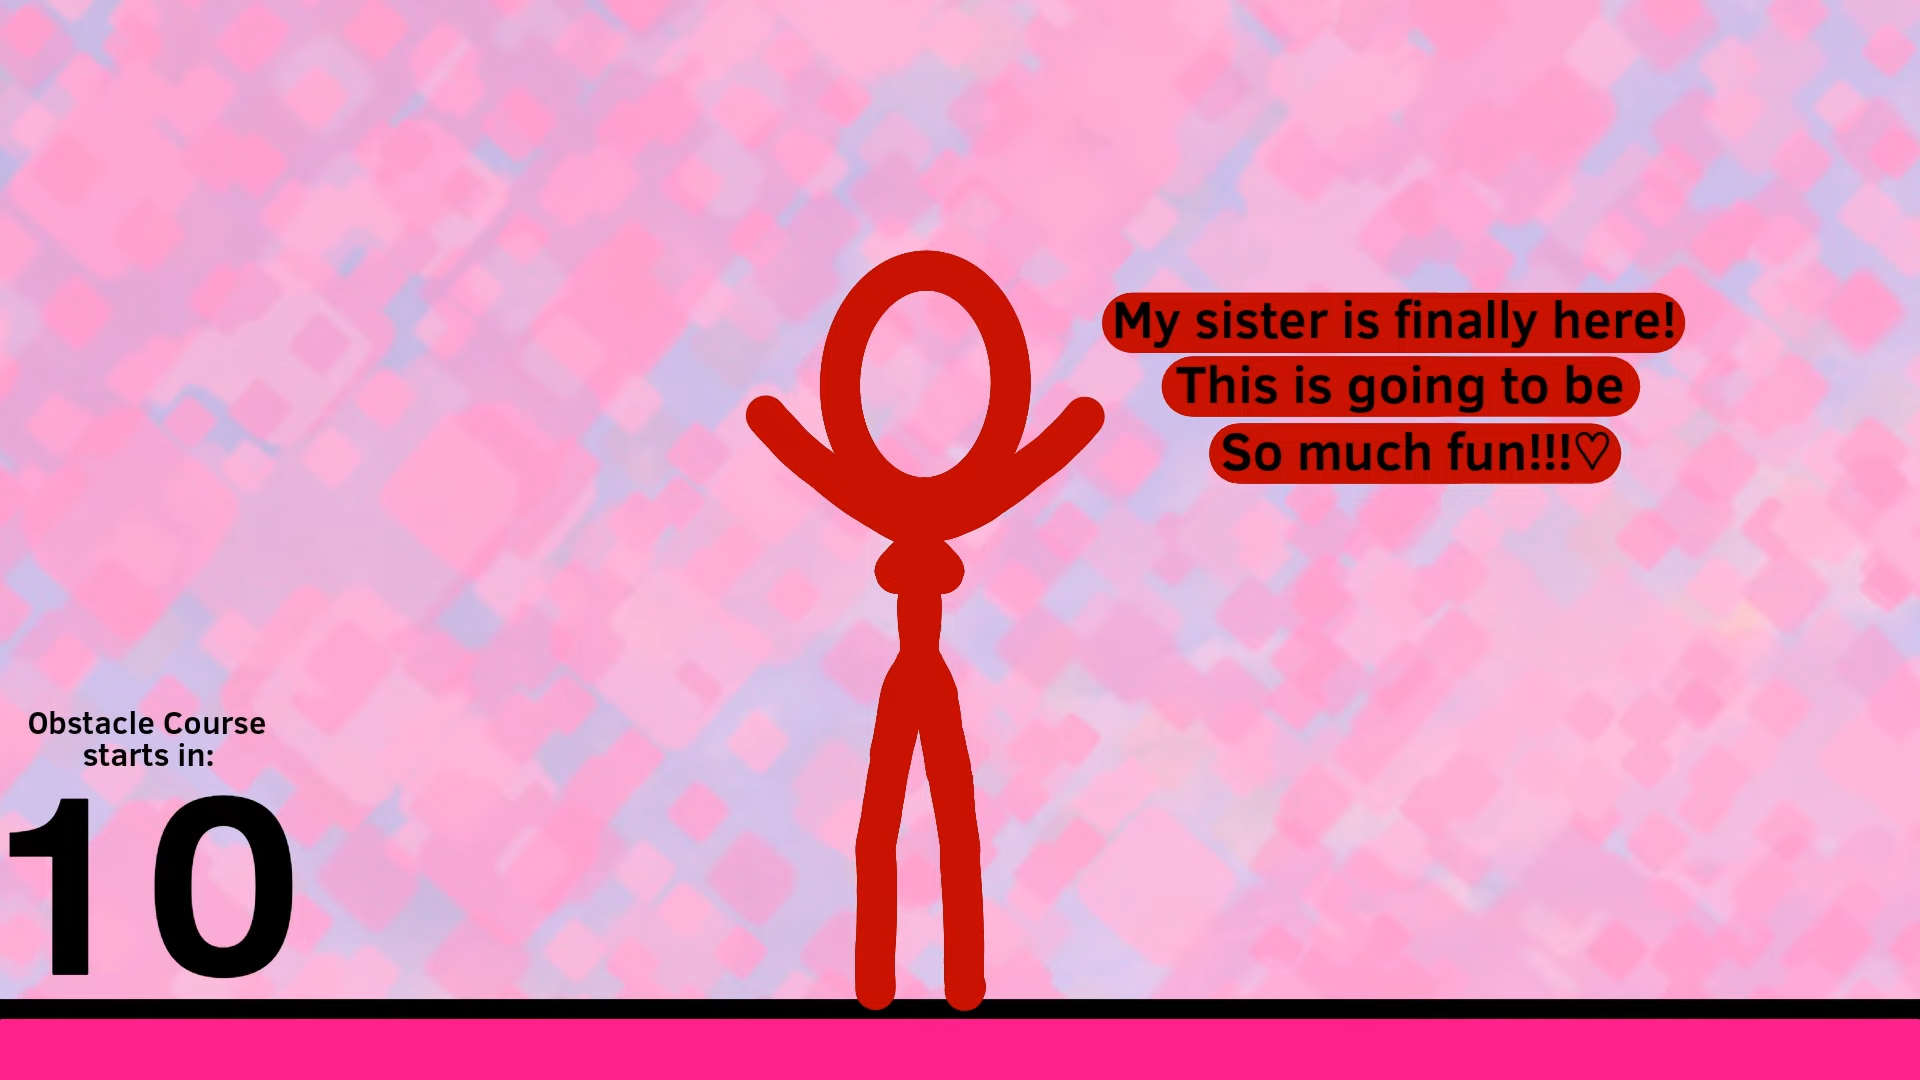 My sister is finally here!
This is going to be
So much fun!!!♡
Obstacle Course
starts in:
10